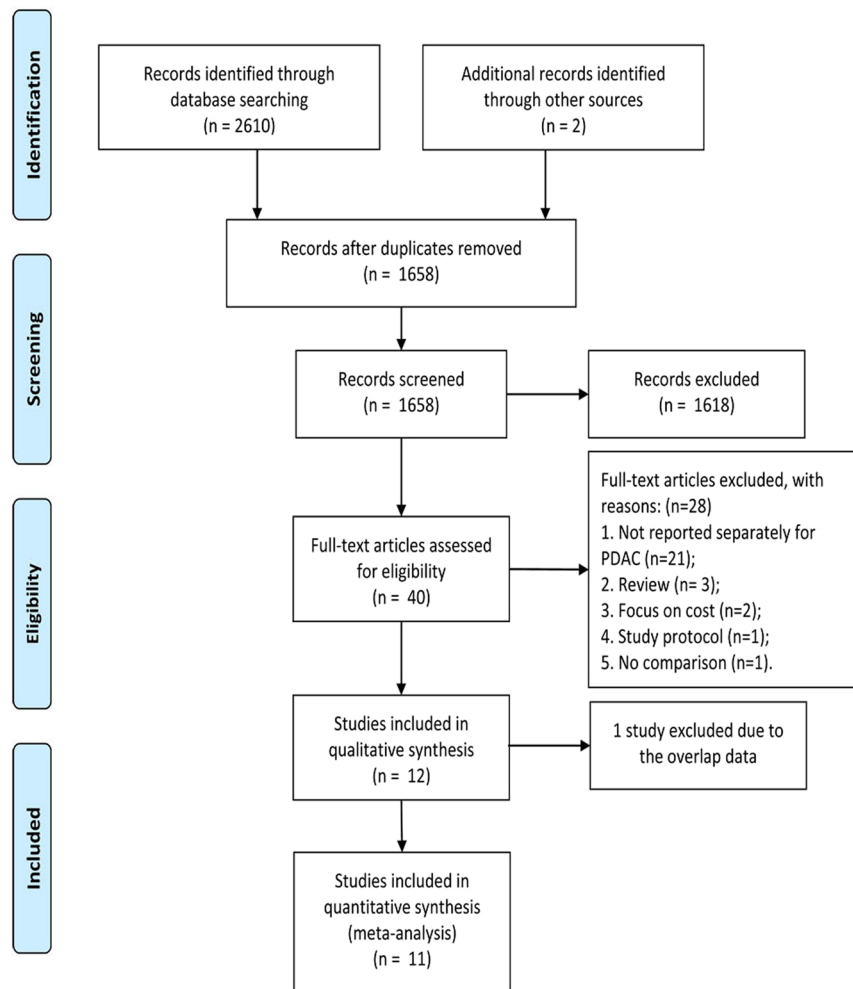 Identification
Records identified through
database searching
(n = 2610)
Additional records identified
through other sources
(n = 2)
Records after duplicates removed
(n = 1658)
Screening
Records screened
(n = 1658)
Records excluded
(n = 1618)
Eligibility
Full-text articles assessed
for eligibility
(n = 40)
Full-text articles excluded, with
reasons: (n=28)
1. Not reported separately for
PDAC (n=21);
2. Review (n= 3);
3. Focus on cost (n=2);
4. Study protocol (n=1);
5. No comparison (n=1).
Studies included in
qualitative synthesis
(n = 12)
1 study excluded due to
the overlap data
Included
Studies included in
quantitative synthesis
(meta-analysis)
(n = 11)